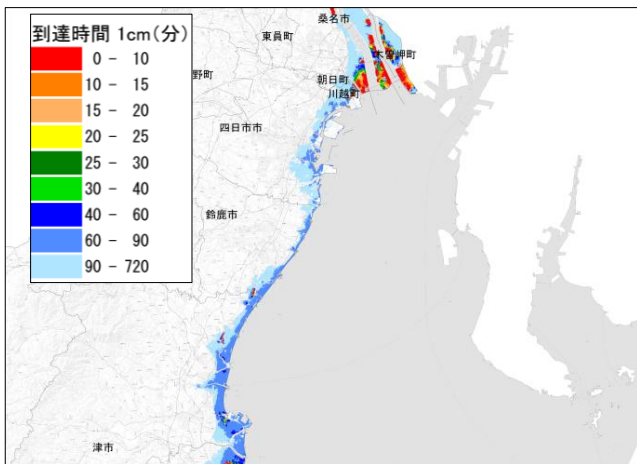 到達時間 1cm(分)
0 - 10
10 - 15
15 - 20
20 - 25
25 - 30
30 - 40
40 - 60
60 - 90
90 - 720
桑名市
東員町
木曽岬町
野町
朝日町
川越町
四日市市
鈴鹿市
津市